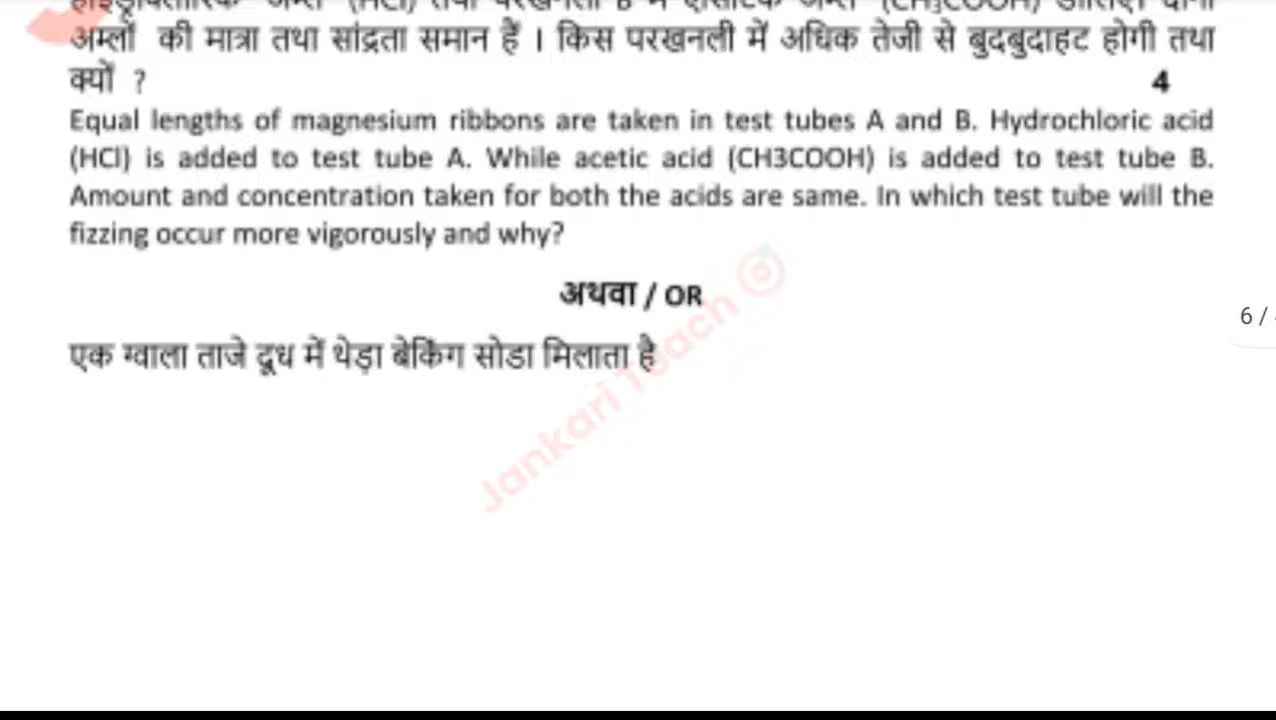 अम्लों की मात्रा तथा सांद्रता समान हैं । किस परखनली में अधिक तेजी से बुदबुदाहट होगी तथा
क्यों ? 4
Equal lengths of magnesium ribbons are taken in test tubes A and B. Hydrochloric acid
(HCl) is added to test tube A. While acetic acid (CH3COOH) is added to test tube B.
Amount and concentration taken for both the acids are same. In which test tube will the
fizzing occur more vigorously and why?
अथवा / OR
6 /
एक ग्वाला ताजे दूध में थेड़ा बेकिंग सोडा मिलाता है
Jankari Teach